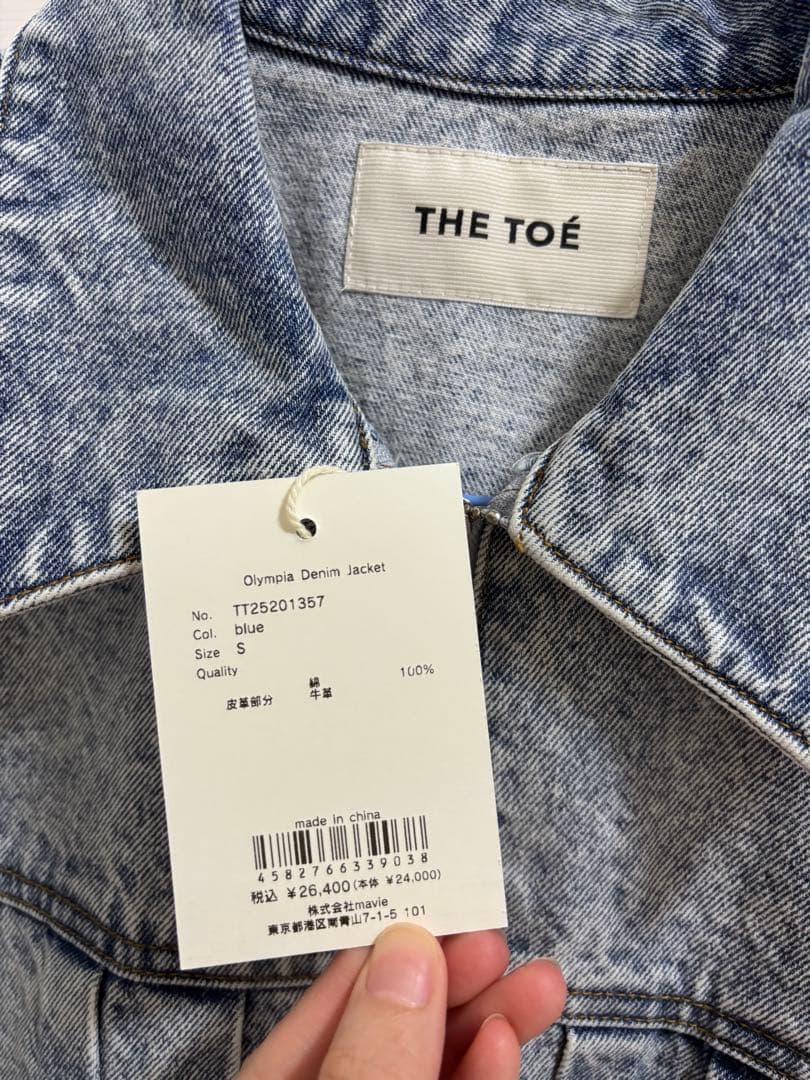 THE TOÉ
Olympia Denim Jacket
No. TT25201357
Col. blue
Size S
Quality
綿 100%
皮革部分 牛革
made in china
4582766339038
税込 ¥26,400(本体 ¥24,000)
株式会社mavie
東京都港区南青山7-1-5 101